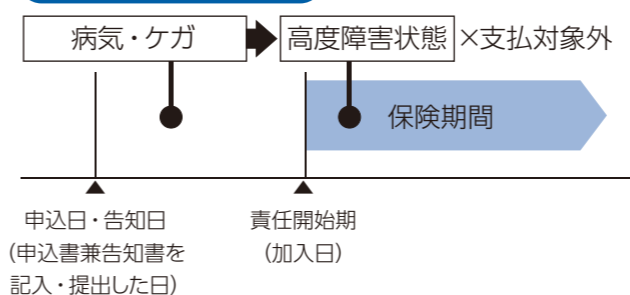 病気・ケガ
高度障害状態 ×支払対象外
保険期間
申込日・告知日
(申込書兼告知書を
記入・提出した日)
責任開始期
(加入日)